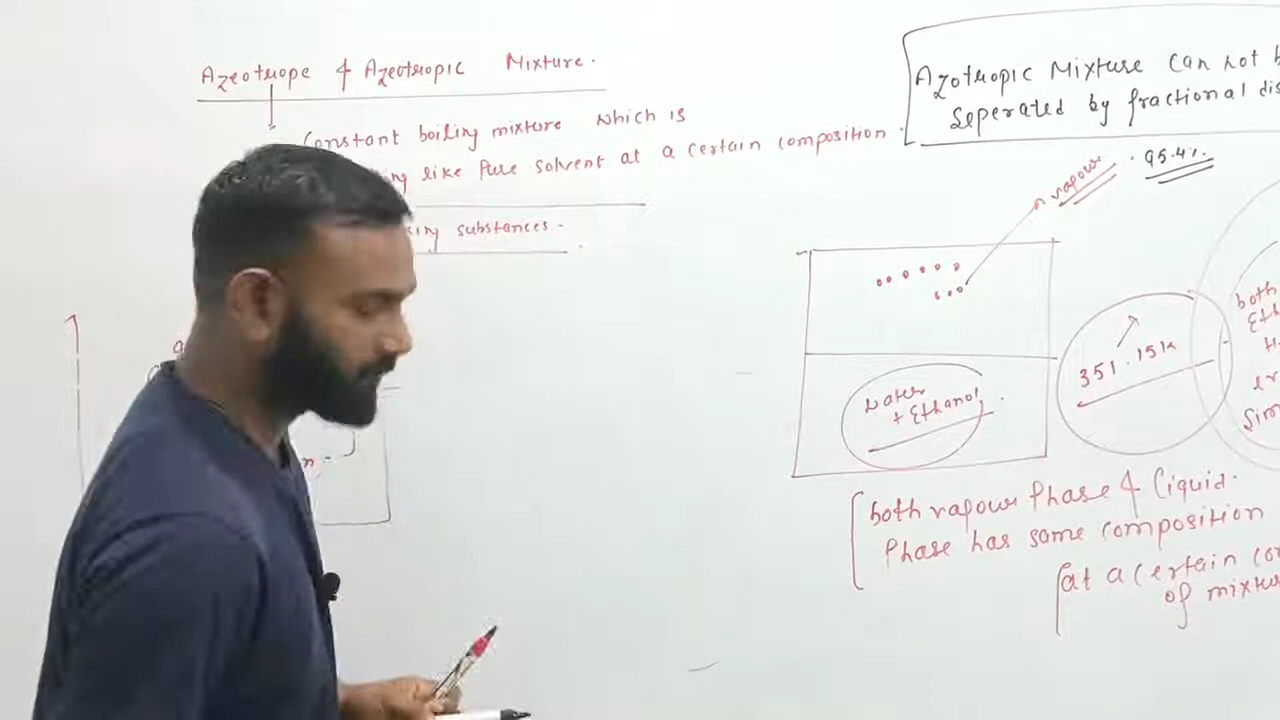 Azeotrope & Azeotropic Mixture.
Constant boiling mixture which is
like Pure solvent at a certain composition.
substances.
Azotropic Mixture Can not b
Seperated by fractional dis
vapour
95.4%
Water
+ Ethanol
351.15K
both
Eth
Sim
both vapour Phase & liquid.
Phase has same composition
at a certain co
of mixtu